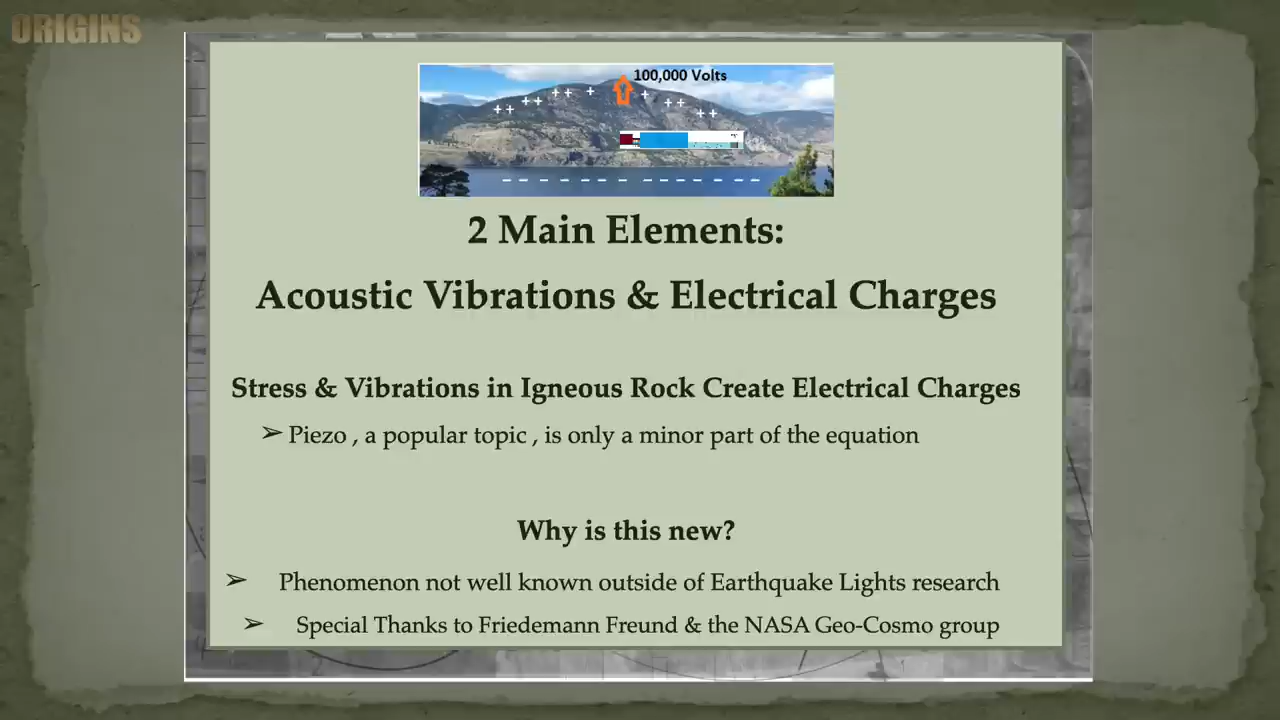 ORIGINS
100,000 Volts
+ + + + + + + + + + + +
- - - - - - - - - - - - -
2 Main Elements:
Acoustic Vibrations & Electrical Charges
Stress & Vibrations in Igneous Rock Create Electrical Charges
➢ Piezo , a popular topic , is only a minor part of the equation
Why is this new?
➢ Phenomenon not well known outside of Earthquake Lights research
➢ Special Thanks to Friedemann Freund & the NASA Geo-Cosmo group